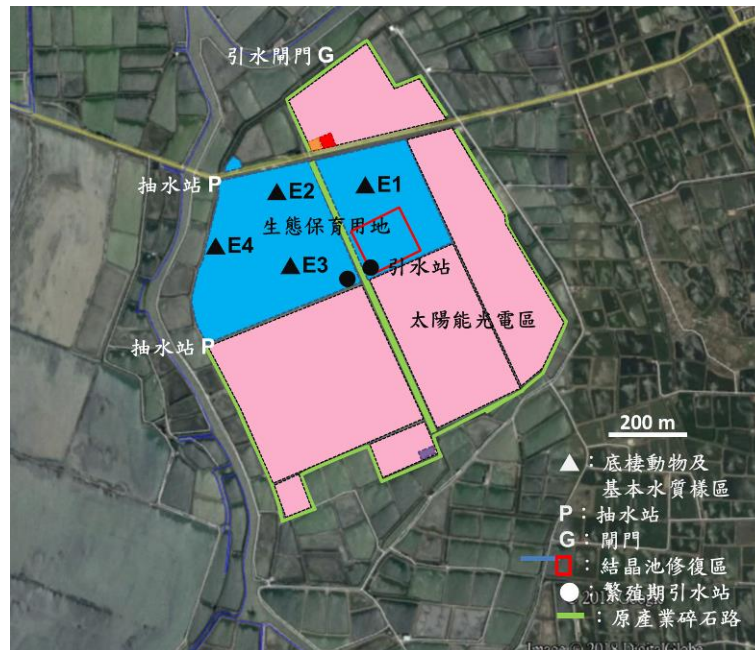 引水閘門 G
抽水站 P
E2
E1
生態保育用地
E4
E3
引水站
太陽能光電區
抽水站 P
200 m
：底棲動物及
基本水質樣區
P：抽水站
G：閘門
：結晶池修復區
：繁殖期引水站
：原產業碎石路
Image © 2018 DigitalGlobe